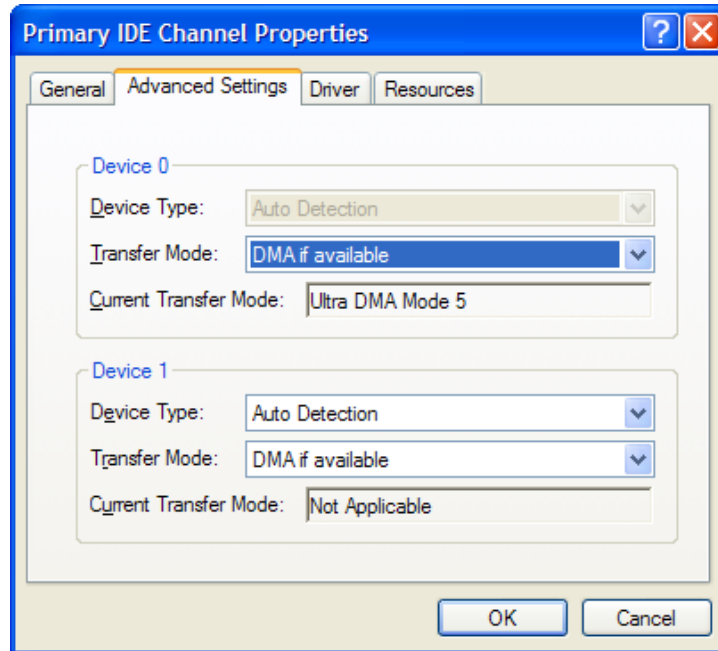 Primary IDE Channel Properties
General Advanced Settings Driver Resources
Device 0
Device Type: Auto Detection
Transfer Mode: DMA if available
Current Transfer Mode: Ultra DMA Mode 5
Device 1
Device Type: Auto Detection
Transfer Mode: DMA if available
Current Transfer Mode: Not Applicable
OK Cancel